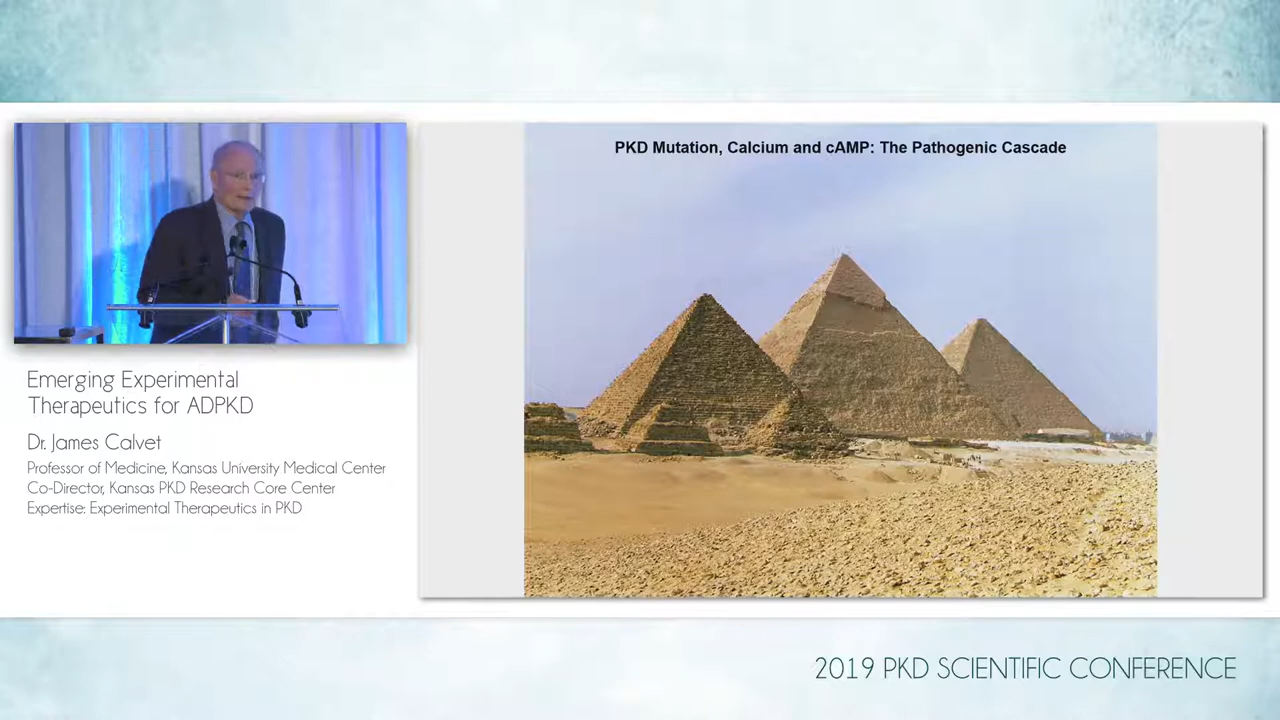 PKD Mutation, Calcium and cAMP: The Pathogenic Cascade
Emerging Experimental
Therapeutics for ADPKD
Dr. James Calvet
Professor of Medicine, Kansas University Medical Center
Co-Director, Kansas PKD Research Core Center
Expertise: Experimental Therapeutics in PKD
2019 PKD SCIENTIFIC CONFERENCE